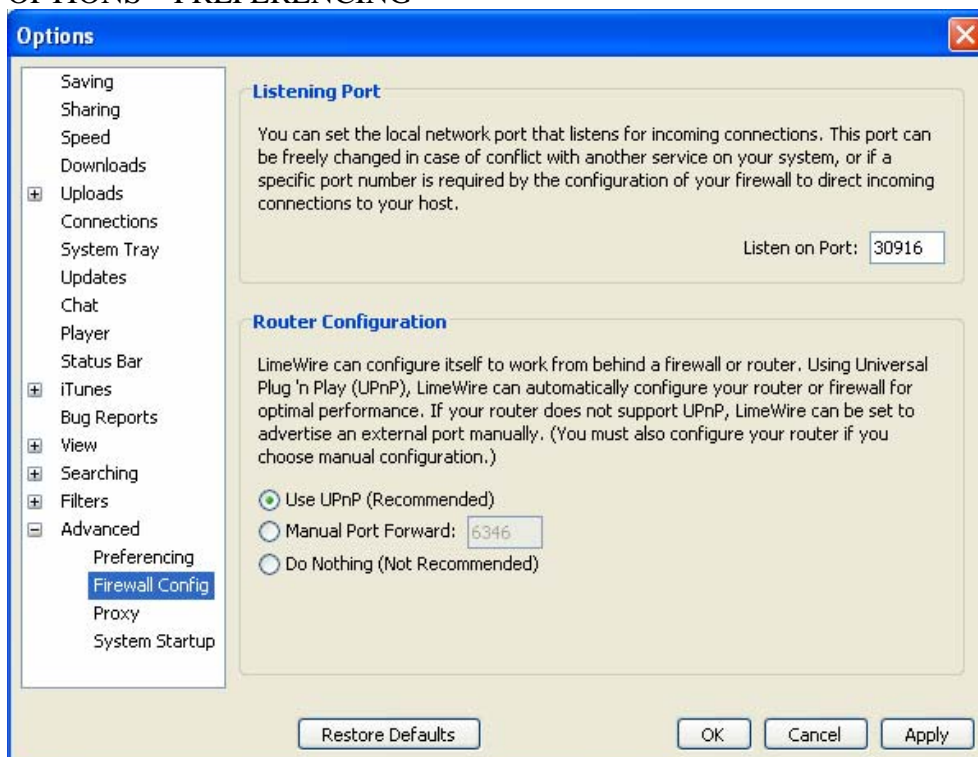 OPTIONS – PREFERENCING
Options
Saving
Sharing
Speed
Downloads
Uploads
Connections
System Tray
Updates
Chat
Player
Status Bar
iTunes
Bug Reports
View
Searching
Filters
Advanced
Preferencing
Firewall Config
Proxy
System Startup
Listening Port
You can set the local network port that listens for incoming connections. This port can
be freely changed in case of conflict with another service on your system, or if a
specific port number is required by the configuration of your firewall to direct incoming
connections to your host.
Listen on Port: 30916
Router Configuration
LimeWire can configure itself to work from behind a firewall or router. Using Universal
Plug 'n Play (UPnP), LimeWire can automatically configure your router or firewall for
optimal performance. If your router does not support UPnP, LimeWire can be set to
advertise an external port manually. (You must also configure your router if you
choose manual configuration.)
Use UPnP (Recommended)
Manual Port Forward: 6346
Do Nothing (Not Recommended)
Restore Defaults
OK
Cancel
Apply